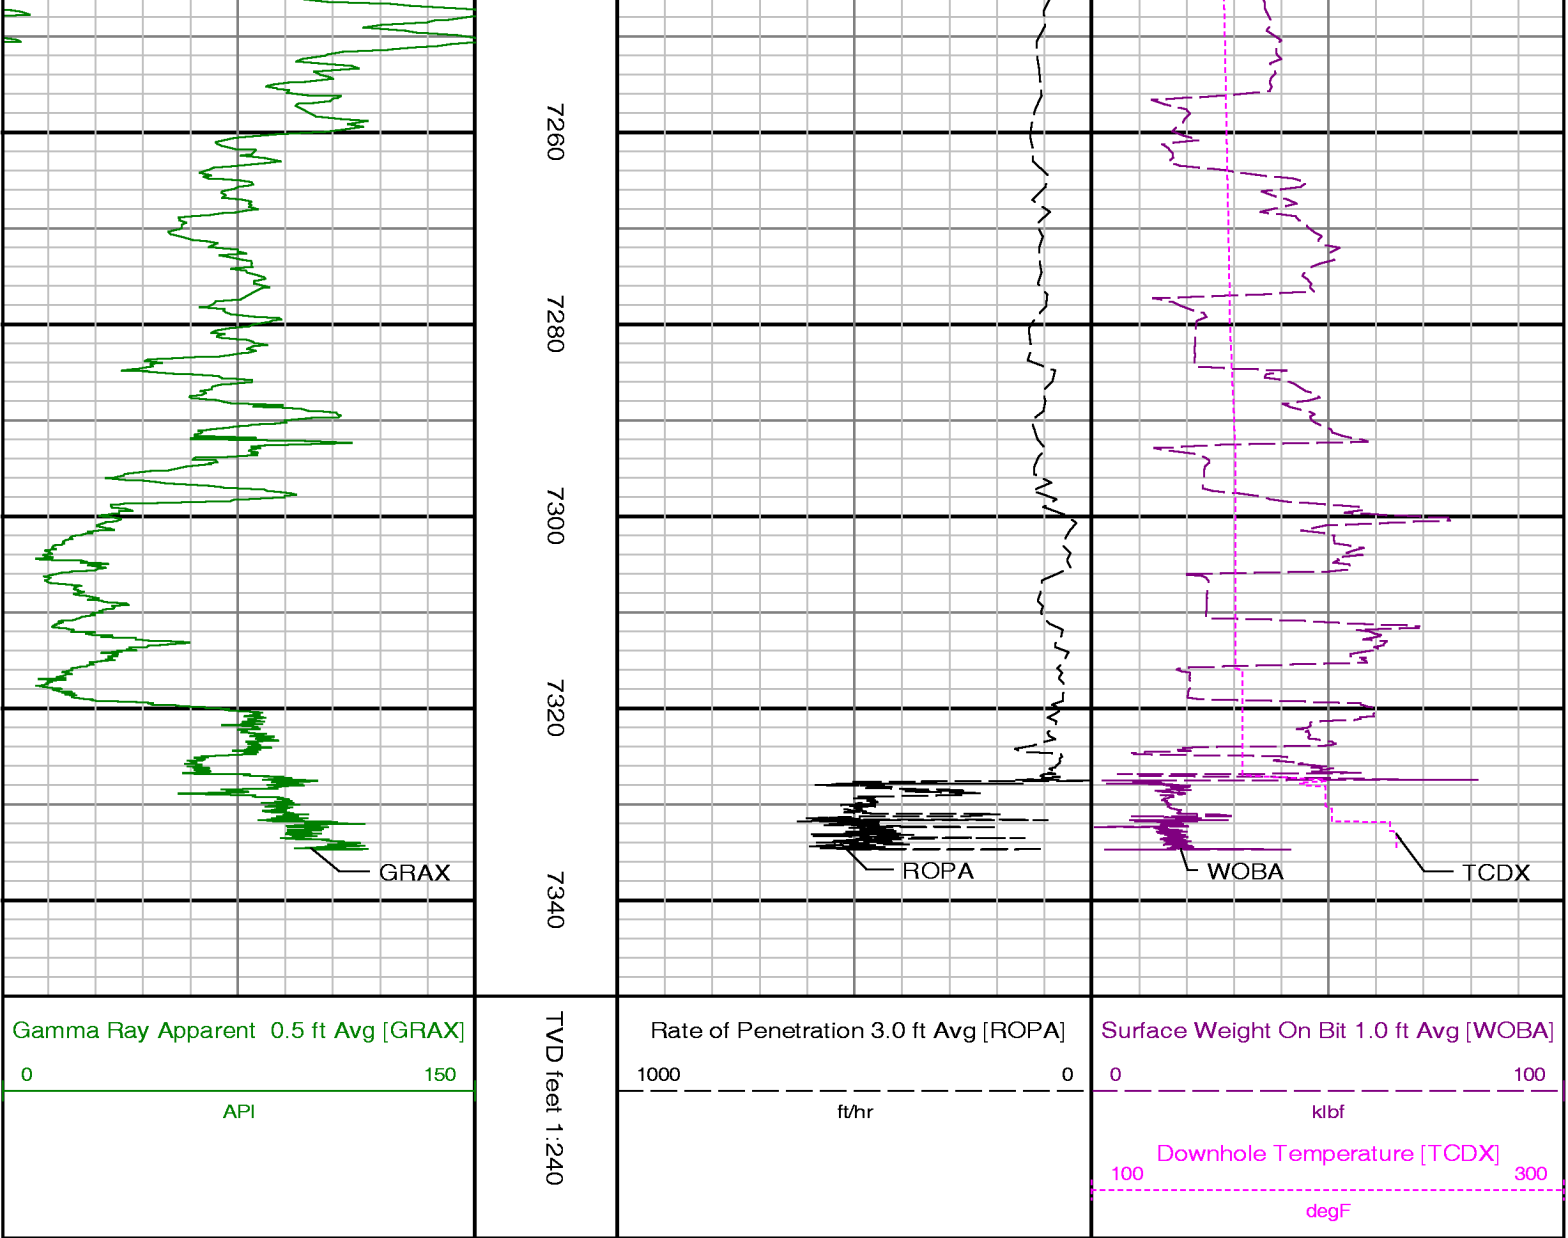 7260
7280
7300
7320
7340
GRAX
ROPA
WOBA
TCDX
Gamma Ray Apparent 0.5 ft Avg [GRAX]
0 150
API
TVD feet 1:240
Rate of Penetration 3.0 ft Avg [ROPA]
1000 0
ft/hr
Surface Weight On Bit 1.0 ft Avg [WOBA]
0 100
klbf
Downhole Temperature [TCDX]
100 300
degF